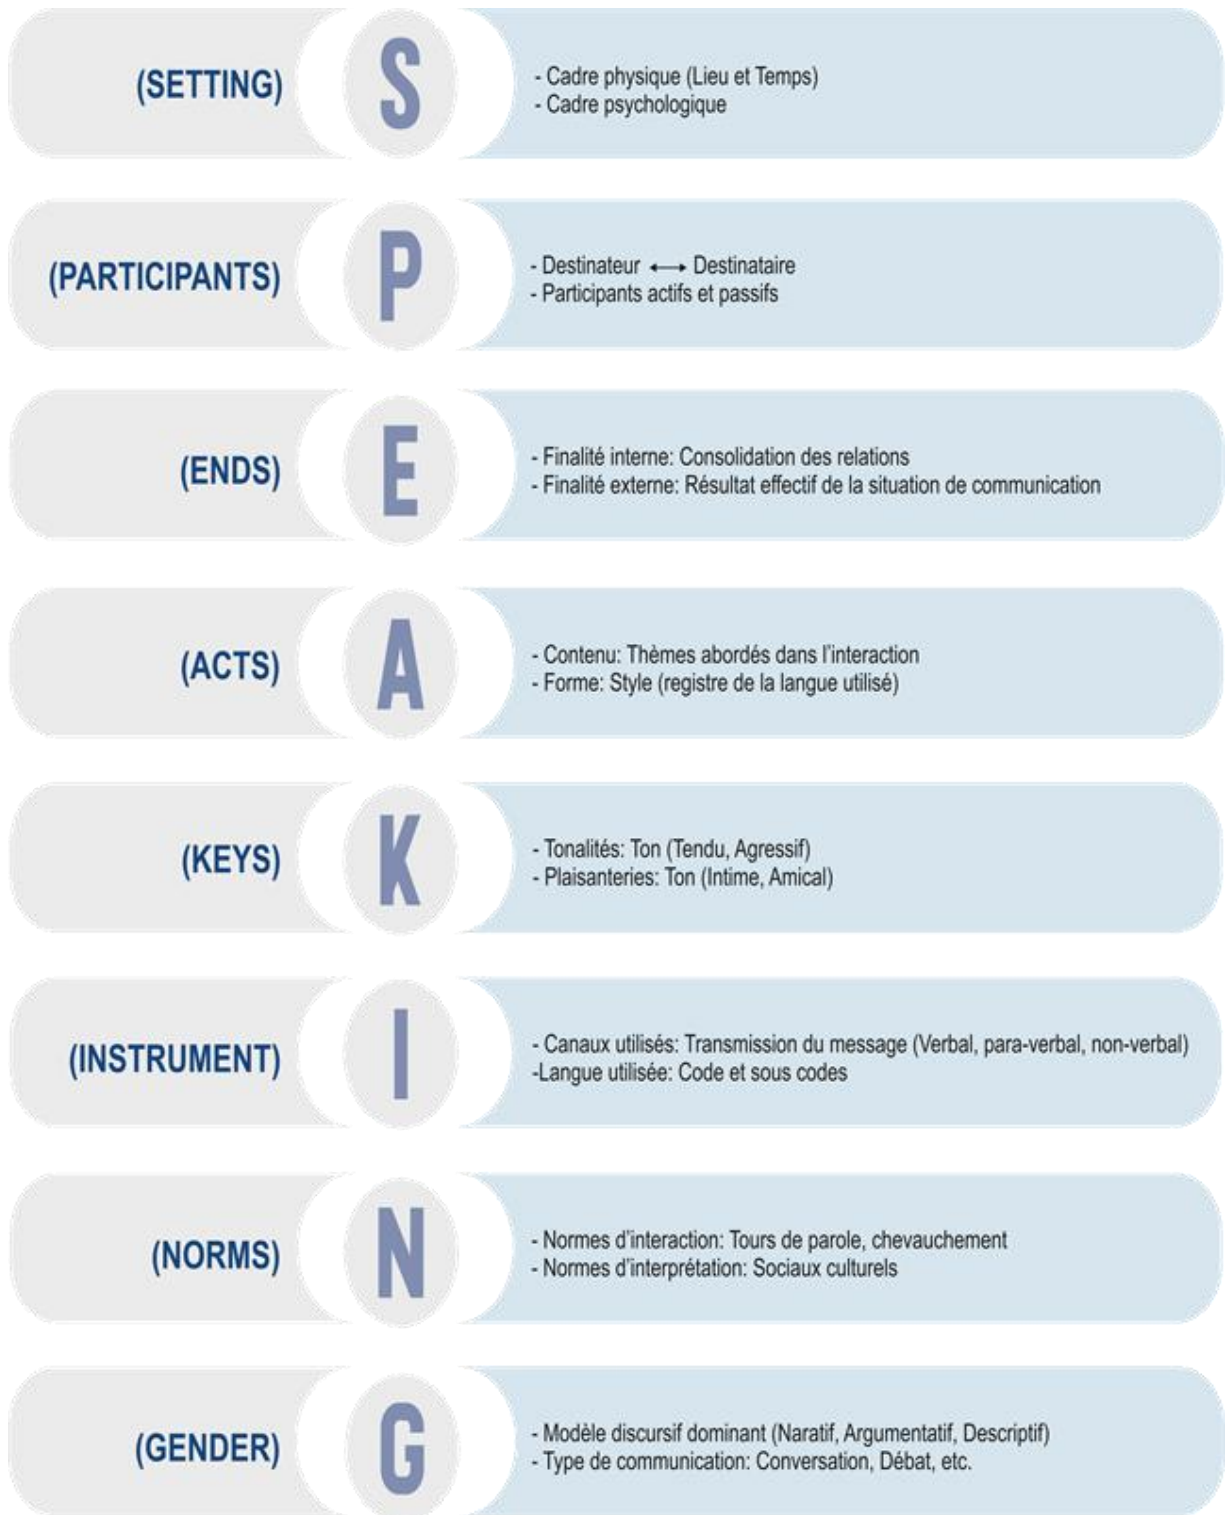 (SETTING) S
- Cadre physique (Lieu et Temps)
- Cadre psychologique
(PARTICIPANTS) P
- Destinateur ⟷ Destinataire
- Participants actifs et passifs
(ENDS) E
- Finalité interne: Consolidation des relations
- Finalité externe: Résultat effectif de la situation de communication
(ACTS) A
- Contenu: Thèmes abordés dans l'interaction
- Forme: Style (registre de la langue utilisé)
(KEYS) K
- Tonalités: Ton (Tendu, Agressif)
- Plaisanteries: Ton (Intime, Amical)
(INSTRUMENT) I
- Canaux utilisés: Transmission du message (Verbal, para-verbal, non-verbal)
-Langue utilisée: Code et sous codes
(NORMS) N
- Normes d'interaction: Tours de parole, chevauchement
- Normes d'interprétation: Sociaux culturels
(GENDER) G
- Modèle discursif dominant (Naratif, Argumentatif, Descriptif)
- Type de communication: Conversation, Débat, etc.